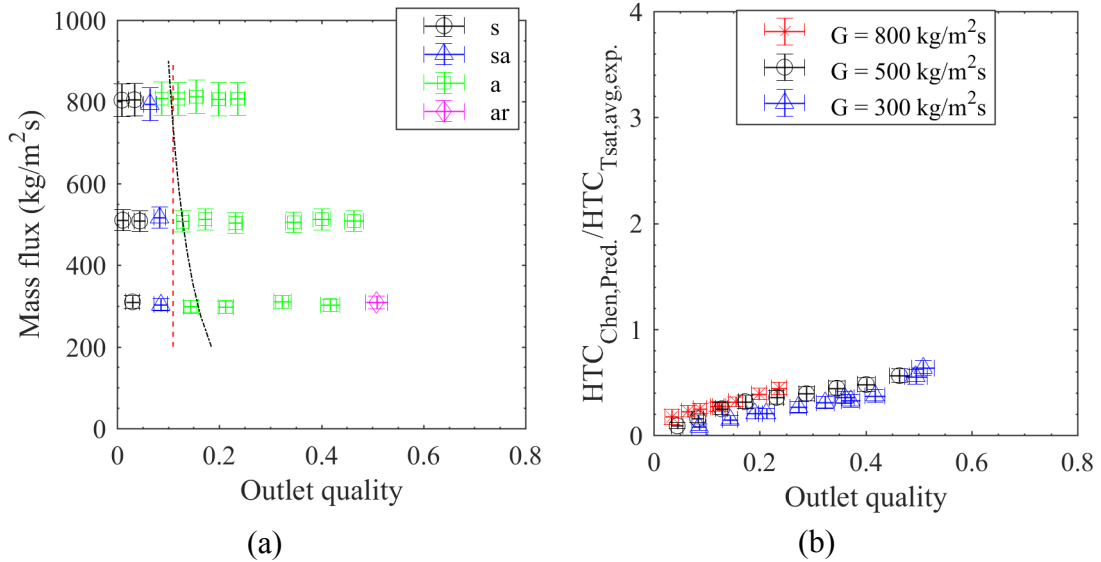 1000
800
600
400
200
0
0
0.2
0.4
0.6
0.8
Mass flux (kg/m²s)
Outlet quality
s
sa
a
ar
(a)
4
3
2
1
0
0
0.2
0.4
0.6
0.8
HTC_Chen,Pred./HTC_Tsat,avg,exp.
Outlet quality
G = 800 kg/m²s
G = 500 kg/m²s
G = 300 kg/m²s
(b)